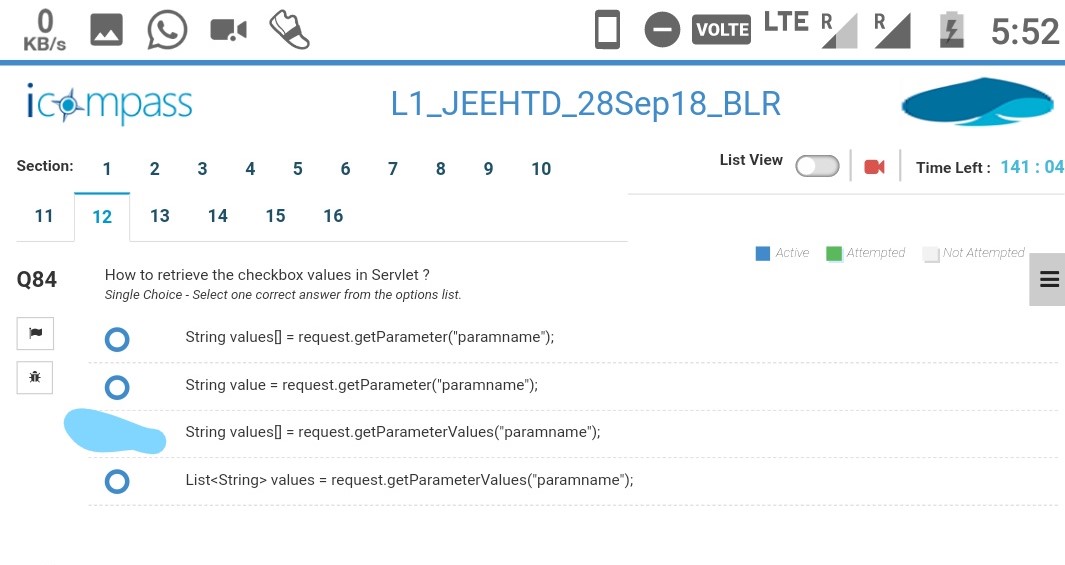 0
KB/s
VOLTE LTE R R 5:52
icompass
L1_JEEHTD_28Sep18_BLR
Section: 1 2 3 4 5 6 7 8 9 10
List View Time Left : 141 : 04
11 12 13 14 15 16
Active Attempted Not Attempted
Q84 How to retrieve the checkbox values in Servlet ?
Single Choice - Select one correct answer from the options list.
String values[] = request.getParameter("paramname");
String value = request.getParameter("paramname");
String values[] = request.getParameterValues("paramname");
List<String> values = request.getParameterValues("paramname");